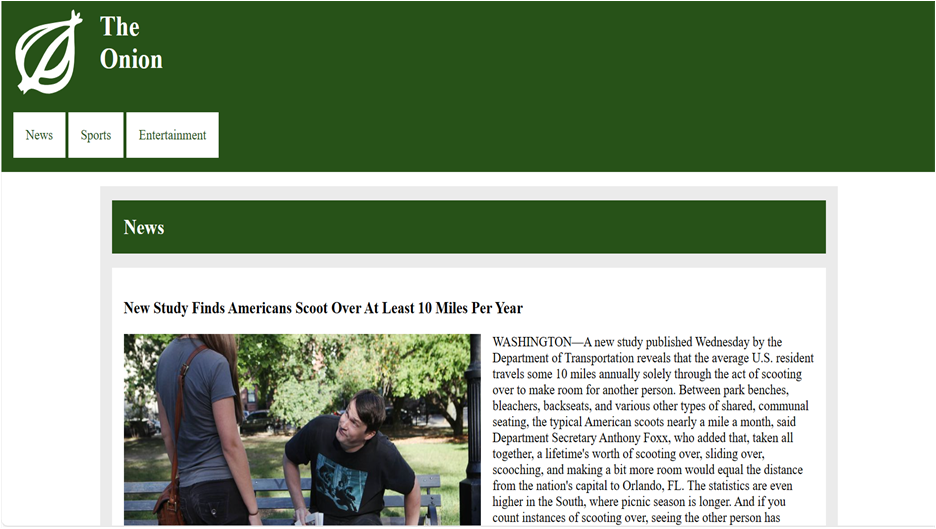 The
Onion
News
Sports
Entertainment
News
New Study Finds Americans Scoot Over At Least 10 Miles Per Year
WASHINGTON—A new study published Wednesday by the
Department of Transportation reveals that the average U.S. resident
travels some 10 miles annually solely through the act of scooting
over to make room for another person. Between park benches,
bleachers, backseats, and various other types of shared, communal
seating, the typical American scoots nearly a mile a month, said
Department Secretary Anthony Foxx, who added that, taken all
together, a lifetime's worth of scooting over, sliding over,
scooching, and making a bit more room would equal the distance
from the nation's capital to Orlando, FL. The statistics are even
higher in the South, where picnic season is longer. And if you
count instances of scooting over, seeing the other person has